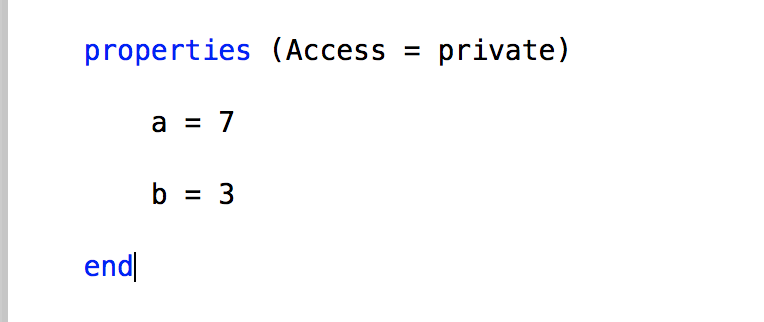 properties (Access = private)
a = 7
b = 3
end